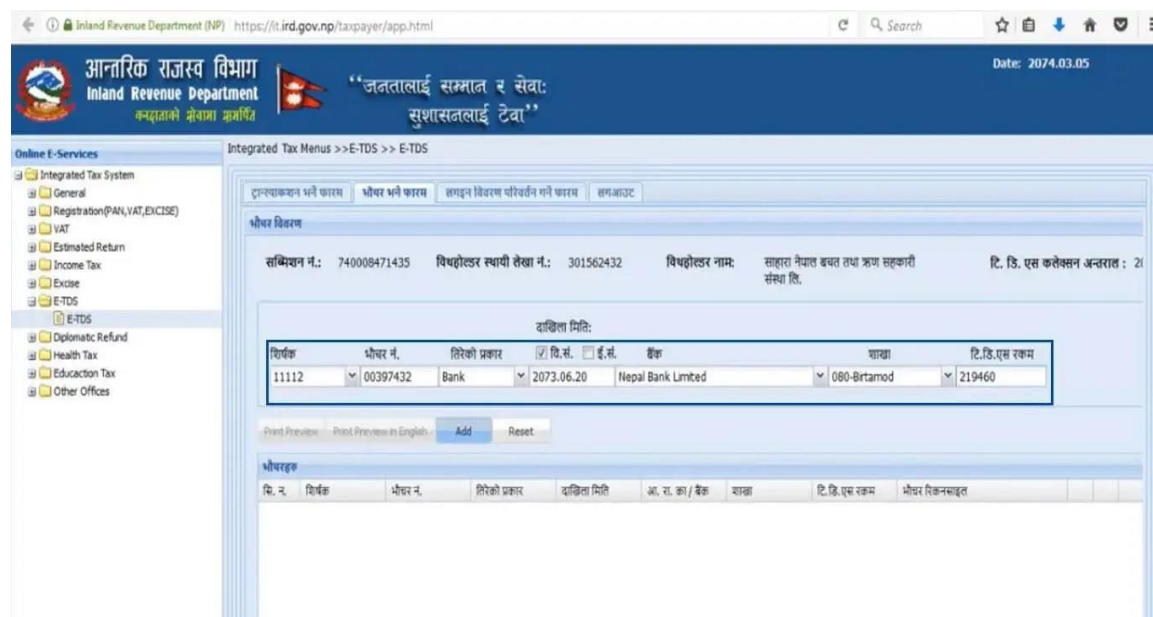 Inland Revenue Department (NP) https://it.ird.gov.np/taxpayer/app.html Search
आन्तरिक राजस्व विभाग
Inland Revenue Department
करदाताको सेवामा समर्पित
‘‘जनतालाई सम्मान र सेवा:
सुशासनलाई टेवा’’
Date: 2074.03.05
Online E-Services
Integrated Tax System
General
Registration(PAN,VAT,EXCISE)
VAT
Estimated Return
Income Tax
Excise
E-TDS
E-TDS
Diplomatic Refund
Health Tax
Educaction Tax
Other Offices
Integrated Tax Menus >>E-TDS >> E-TDS
ट्रान्ज्याकशन भर्ने फारम भौचर भर्ने फारम लगइन विवरण परिवर्तन गर्ने फारम लगआउट
भौचर विवरण
सब्मिशन नं.: 740008471435 विथहोल्डर स्थायी लेखा नं.: 301562432 विथहोल्डर नाम: साहारा नेपाल बचत तथा ऋण सहकारी टि. डि. एस कलेक्सन अन्तराल :
संस्था लि.
दाखिला मिति:
शिर्षक भौचर नं. तिरेको प्रकार वि.सं. ई.सं. बैंक शाखा टि.डि.एस रकम
11112 00397432 Bank 2073.06.20 Nepal Bank Limited 080-Birtamod 219460
Print Preview Print Preview in English Add Reset
भौचरहरु
सि. न. शिर्षक भौचर नं. तिरेको प्रकार दाखिला मिति आ. रा. का / बैंक शाखा टि.डि.एस रकम भौचर रिकनसाइल